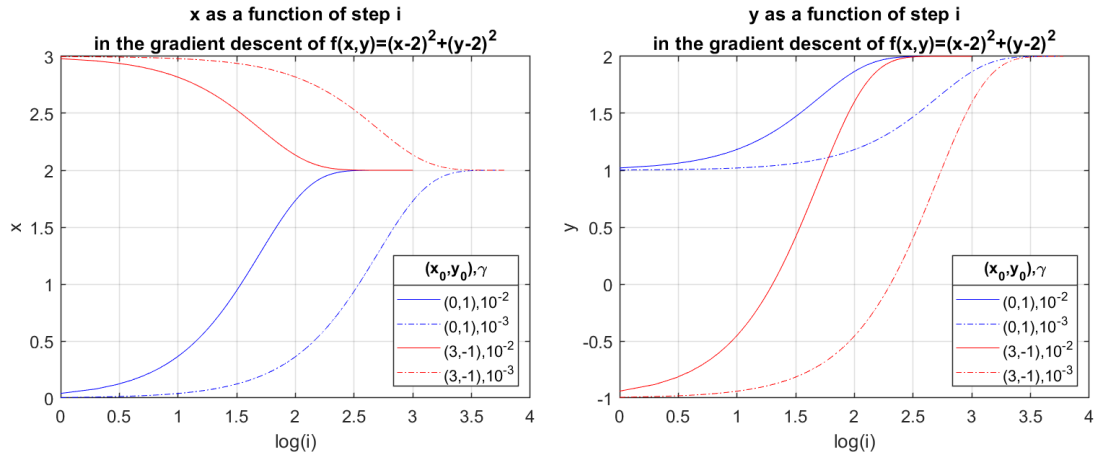 x as a function of step i
in the gradient descent of f(x,y)=(x-2)²+(y-2)²
3
2.5
2
1.5
1
0.5
0
x
0 0.5 1 1.5 2 2.5 3 3.5 4
log(i)
(x₀,y₀),γ
(0,1),10⁻²
(0,1),10⁻³
(3,-1),10⁻²
(3,-1),10⁻³
y as a function of step i
in the gradient descent of f(x,y)=(x-2)²+(y-2)²
2
1.5
1
0.5
0
-0.5
-1
y
0 0.5 1 1.5 2 2.5 3 3.5 4
log(i)
(x₀,y₀),γ
(0,1),10⁻²
(0,1),10⁻³
(3,-1),10⁻²
(3,-1),10⁻³